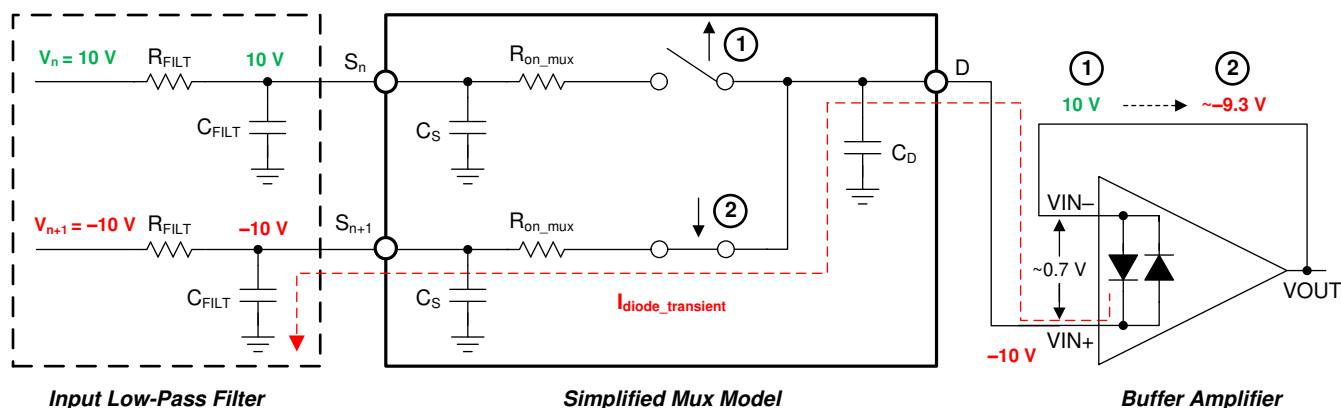 Vn = 10 V
RFILT
10 V
Sn
Ron_mux
1
D
1
2
10 V
~–9.3 V
CFILT
CS
CD
Vn+1 = –10 V
RFILT
–10 V
Sn+1
Ron_mux
2
VIN–
~0.7 V
CFILT
CS
Idiode_transient
VIN+
–10 V
VOUT
Input Low-Pass Filter
Simplified Mux Model
Buffer Amplifier